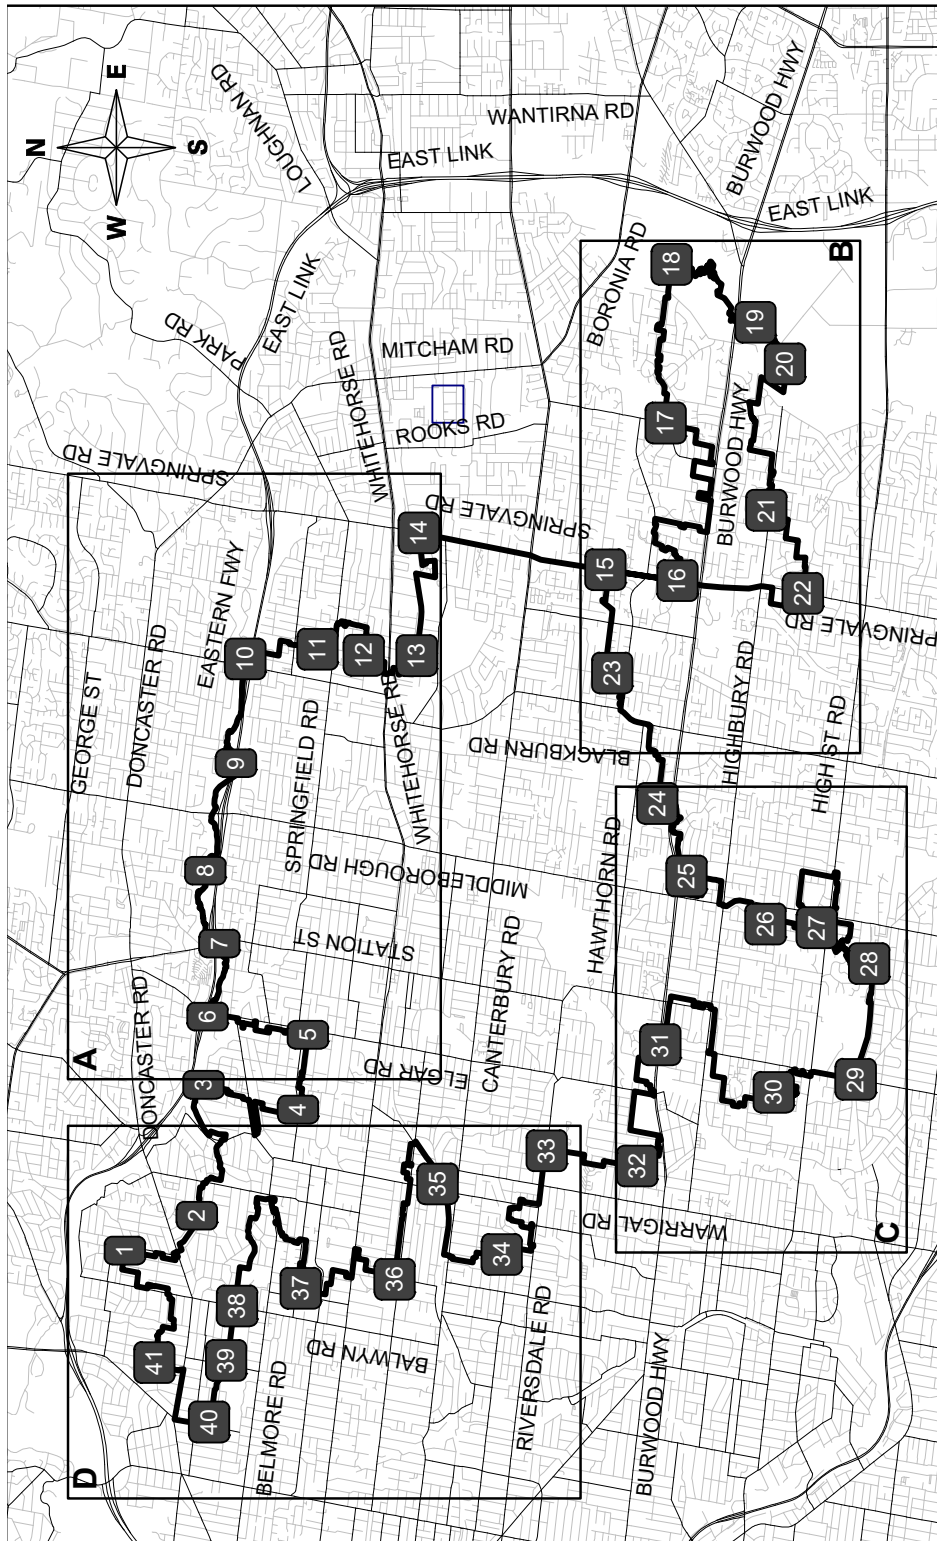 N
E
S
W
LOUGHNAN RD
WANTIRNA RD
EAST LINK
BURWOOD HWY
EAST LINK
PARK RD
EAST LINK
MITCHAM RD
WHITEHORSE RD
ROOKS RD
BORONIA RD
B
18
19
20
17
BURWOOD HWY
21
22
16
15
SPRINGVALE RD
SPRINGVALE RD
PRINGVALE RD
SPRINGVALE RD
14
13
12
11
10
9
8
7
6
5
4
3
EASTERN FWY
DONCASTER RD
GEORGE ST
SPRINGFIELD RD
WHITEHORSE RD
MIDDLEBOROUGH RD
STATION ST
DONCASTER RD
A
ELGAR RD
CANTERBURY RD
BLACKBURN RD
23
24
HIGHBURY RD
HIGH ST RD
HAWTHORN RD
25
26
27
28
29
30
31
32
33
C
WARRIGAL RD
34
35
36
37
38
39
40
41
1
2
BALWYN RD
BELMORE RD
RIVERSDALE RD
BURWOOD HWY
D